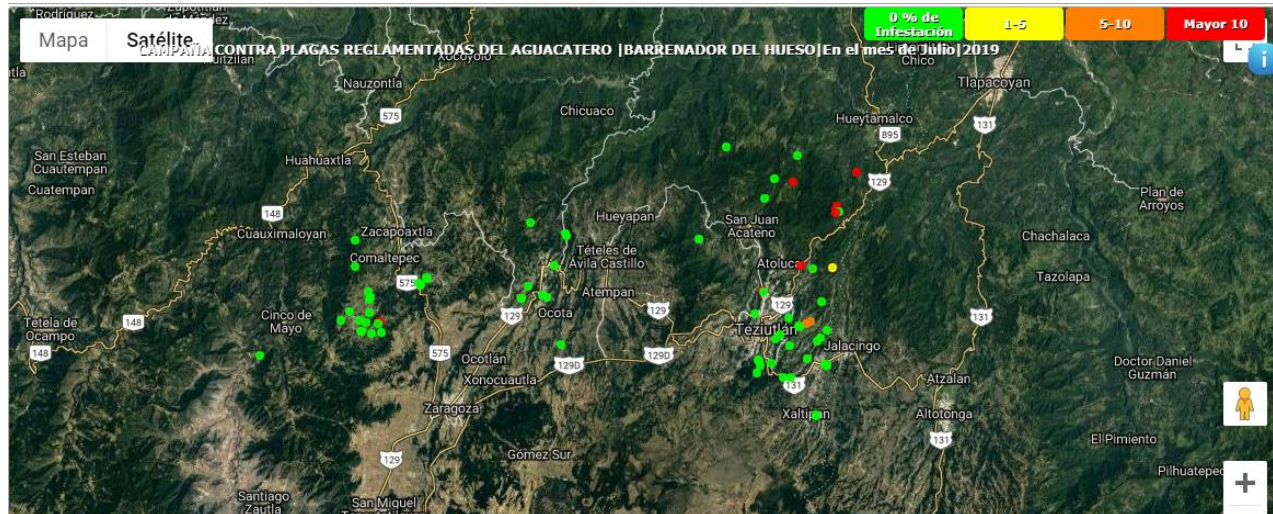 Rodríguez
0 % de
Infestación
1-5
5-10
Mayor 10
Mapa
Satélite
CAMPAÑA CONTRA PLAGAS REGLAMENTADAS DEL AGUACATERO |BARRENADOR DEL HUESO|En el mes de Julio|2019
Xocoyolo
Chico
Nauzontla
Tlapacoyan
Chicuaco
575
Hueytamalco
131
895
San Esteban
Cuautempan
Huahuaxtla
Cuatempan
129
Plan de
Arroyos
148
Hueyapan
San Juan
Acateno
Cuauximaloyan
Zacapoaxtla
Chachalaca
Comaltepec
Tételes de
Ávila Castillo
Atoluca
Tazolapa
575
Atempan
129
129
129
Cinco de
Mayo
Ocota
131
Tetela de
Ocampo
148
Teziutlán
148
575
Jalacingo
Ocotlán
129D
129D
Doctor Daniel
Guzmán
Xonocuautla
131
Atzalan
Zaragoza
Xaltipan
Altotonga
131
El Pimiento
129
Gómez Sur
Pilhuatepec
Santiago
Zautla
San Miguel